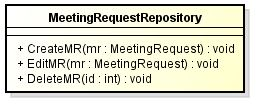 MeetingRequestRepository
+ CreateMR(mr : MeetingRequest) : void
+ EditMR(mr : MeetingRequest) : void
+ DeleteMR(id : int) : void